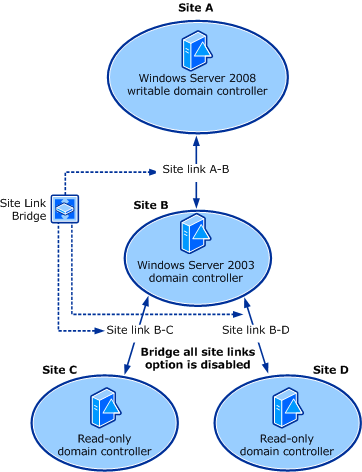 Site A
Windows Server 2008
writable domain controller
Site link A-B
Site Link
Bridge
Site B
Windows Server 2003
domain controller
Site link B-C
Site link B-D
Bridge all site links
option is disabled
Site C
Site D
Read-only
domain controller
Read-only
domain controller